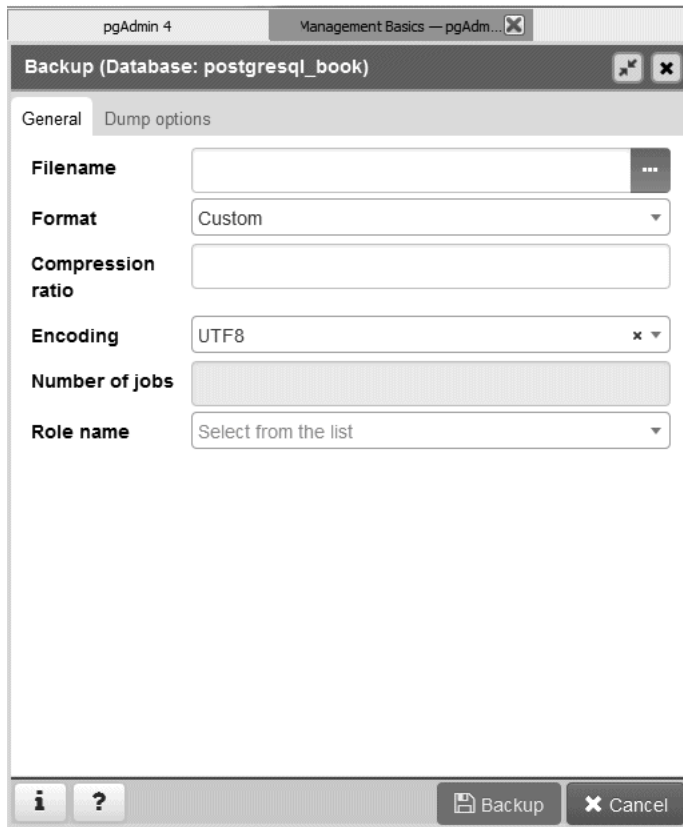 pgAdmin 4
Management Basics — pgAdm...
Backup (Database: postgresql_book)
General Dump options
Filename ...
Format Custom
Compression
ratio
Encoding UTF8
Number of jobs
Role name Select from the list
i ? Backup Cancel